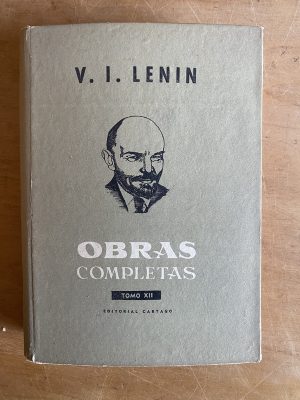 V. I. LENIN
OBRAS
COMPLETAS
TOMO XII
EDITORIAL CARTAGO